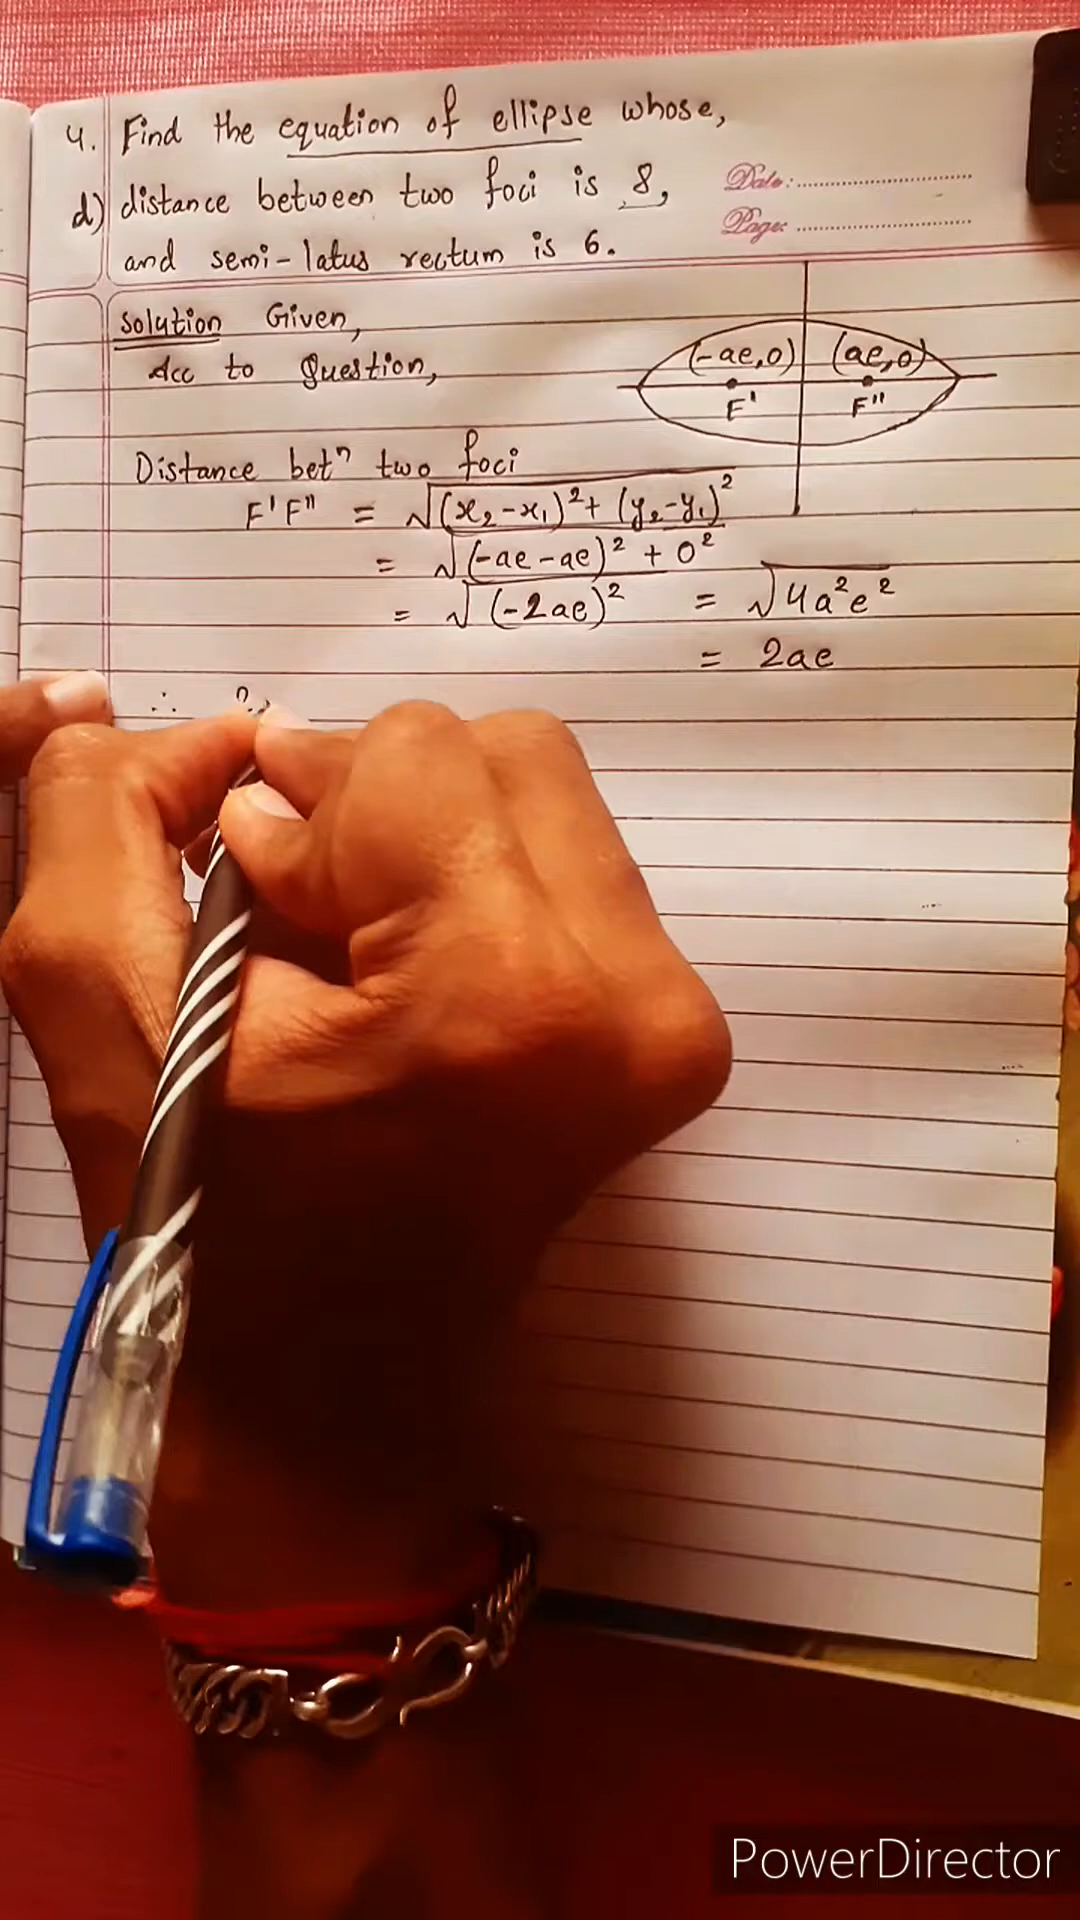 4. Find the equation of ellipse whose,
d) distance between two foci is 8,
and semi-latus rectum is 6.
Date:
Page:
Solution Given,
Acc to Question,
(-ae,0) (ae,0)
F' F"
Distance betⁿ two foci
F'F" = √(x₂-x₁)²+(y₂-y₁)²
= √(-ae-ae)² + 0²
= √(-2ae)² = √4a²e²
= 2ae
∴ 2
PowerDirector